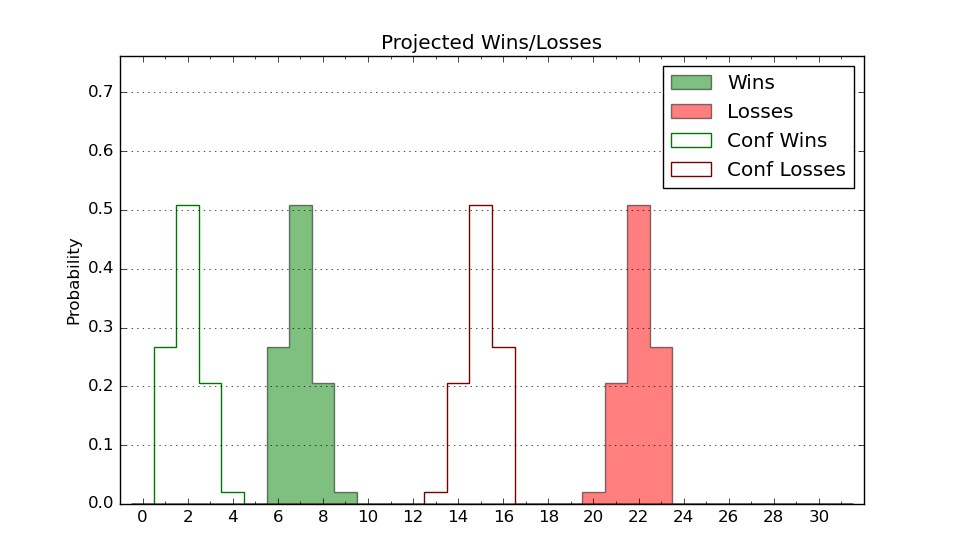 Projected Wins/Losses
Wins
Losses
Conf Wins
Conf Losses
Probability
0.7
0.6
0.5
0.4
0.3
0.2
0.1
0.0
0 2 4 6 8 10 12 14 16 18 20 22 24 26 28 30